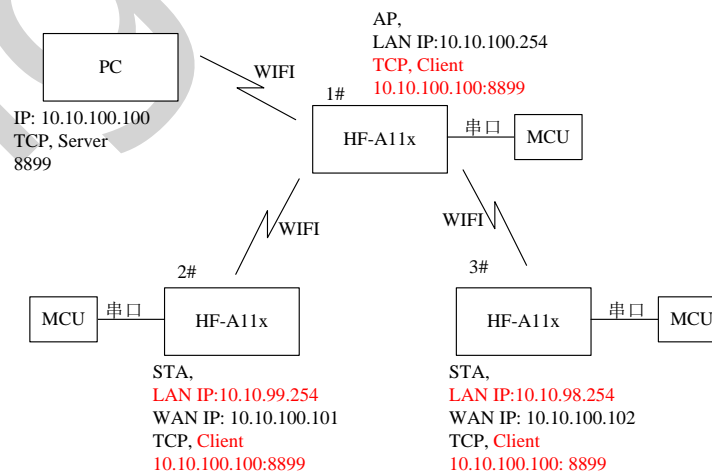 AP,
LAN IP:10.10.100.254
TCP, Client
10.10.100.100:8899
PC
WIFI
1#
IP: 10.10.100.100
TCP, Server
8899
HF-A11x
串口
MCU
WIFI
WIFI
2#
3#
MCU
串口
HF-A11x
HF-A11x
串口
MCU
STA,
LAN IP:10.10.99.254
WAN IP: 10.10.100.101
TCP, Client
10.10.100.100:8899
STA,
LAN IP:10.10.98.254
WAN IP: 10.10.100.102
TCP, Client
10.10.100.100: 8899